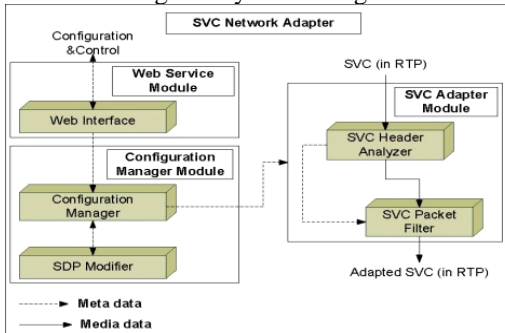 SVC Network Adapter
Configuration
&Control
Web Service
Module
Web Interface
Configuration
Manager Module
Configuration
Manager
SDP Modifier
SVC (in RTP)
SVC Adapter
Module
SVC Header
Analyzer
SVC Packet
Filter
Adapted SVC (in RTP)
Meta data
Media data